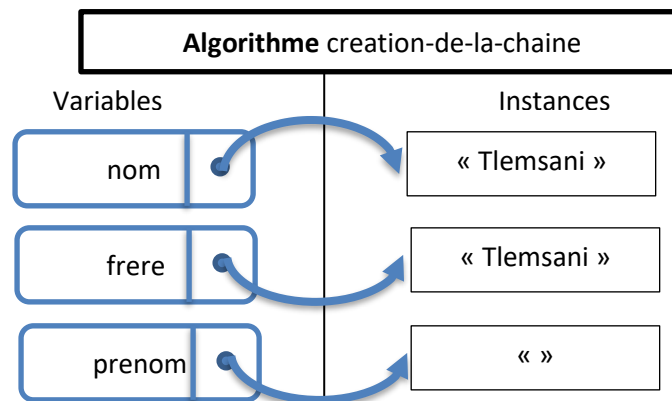 Algorithme creation-de-la-chaine
Variables Instances
nom « Tlemsani »
frere « Tlemsani »
prenom « »